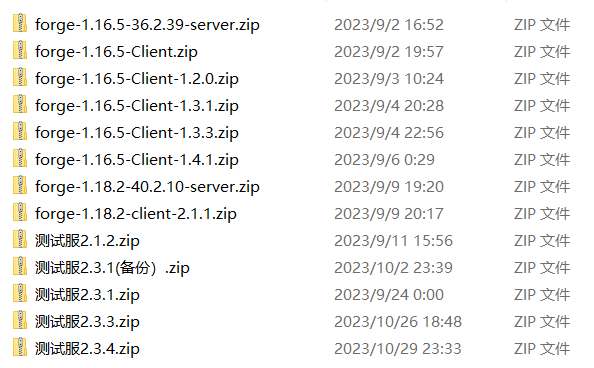 forge-1.16.5-36.2.39-server.zip 2023/9/2 16:52 ZIP 文件
forge-1.16.5-Client.zip 2023/9/2 19:57 ZIP 文件
forge-1.16.5-Client-1.2.0.zip 2023/9/3 10:24 ZIP 文件
forge-1.16.5-Client-1.3.1.zip 2023/9/4 20:28 ZIP 文件
forge-1.16.5-Client-1.3.3.zip 2023/9/4 22:56 ZIP 文件
forge-1.16.5-Client-1.4.1.zip 2023/9/6 0:29 ZIP 文件
forge-1.18.2-40.2.10-server.zip 2023/9/9 19:20 ZIP 文件
forge-1.18.2-client-2.1.1.zip 2023/9/9 20:17 ZIP 文件
测试服2.1.2.zip 2023/9/11 15:56 ZIP 文件
测试服2.3.1(备份）.zip 2023/10/2 23:39 ZIP 文件
测试服2.3.1.zip 2023/9/24 0:00 ZIP 文件
测试服2.3.3.zip 2023/10/26 18:48 ZIP 文件
测试服2.3.4.zip 2023/10/29 23:33 ZIP 文件